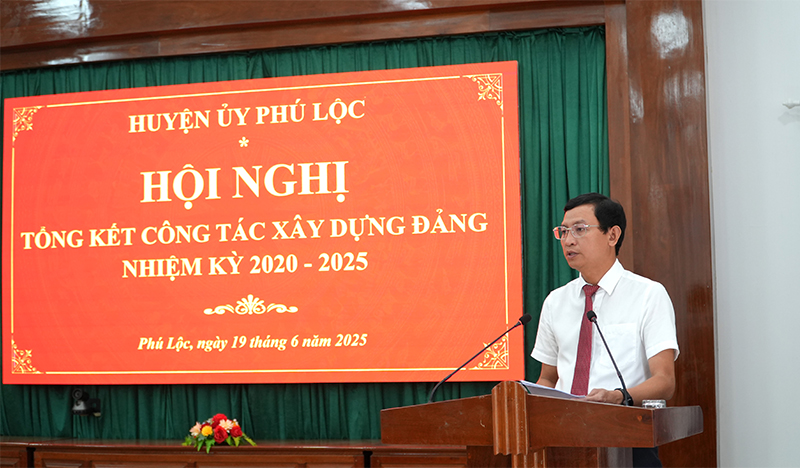 HUYỆN ỦY PHÚ LỘC
*
HỘI NGHỊ
TỔNG KẾT CÔNG TÁC XÂY DỰNG ĐẢNG
NHIỆM KỲ 2020 - 2025
Phú Lộc, ngày 19 tháng 6 năm 2025